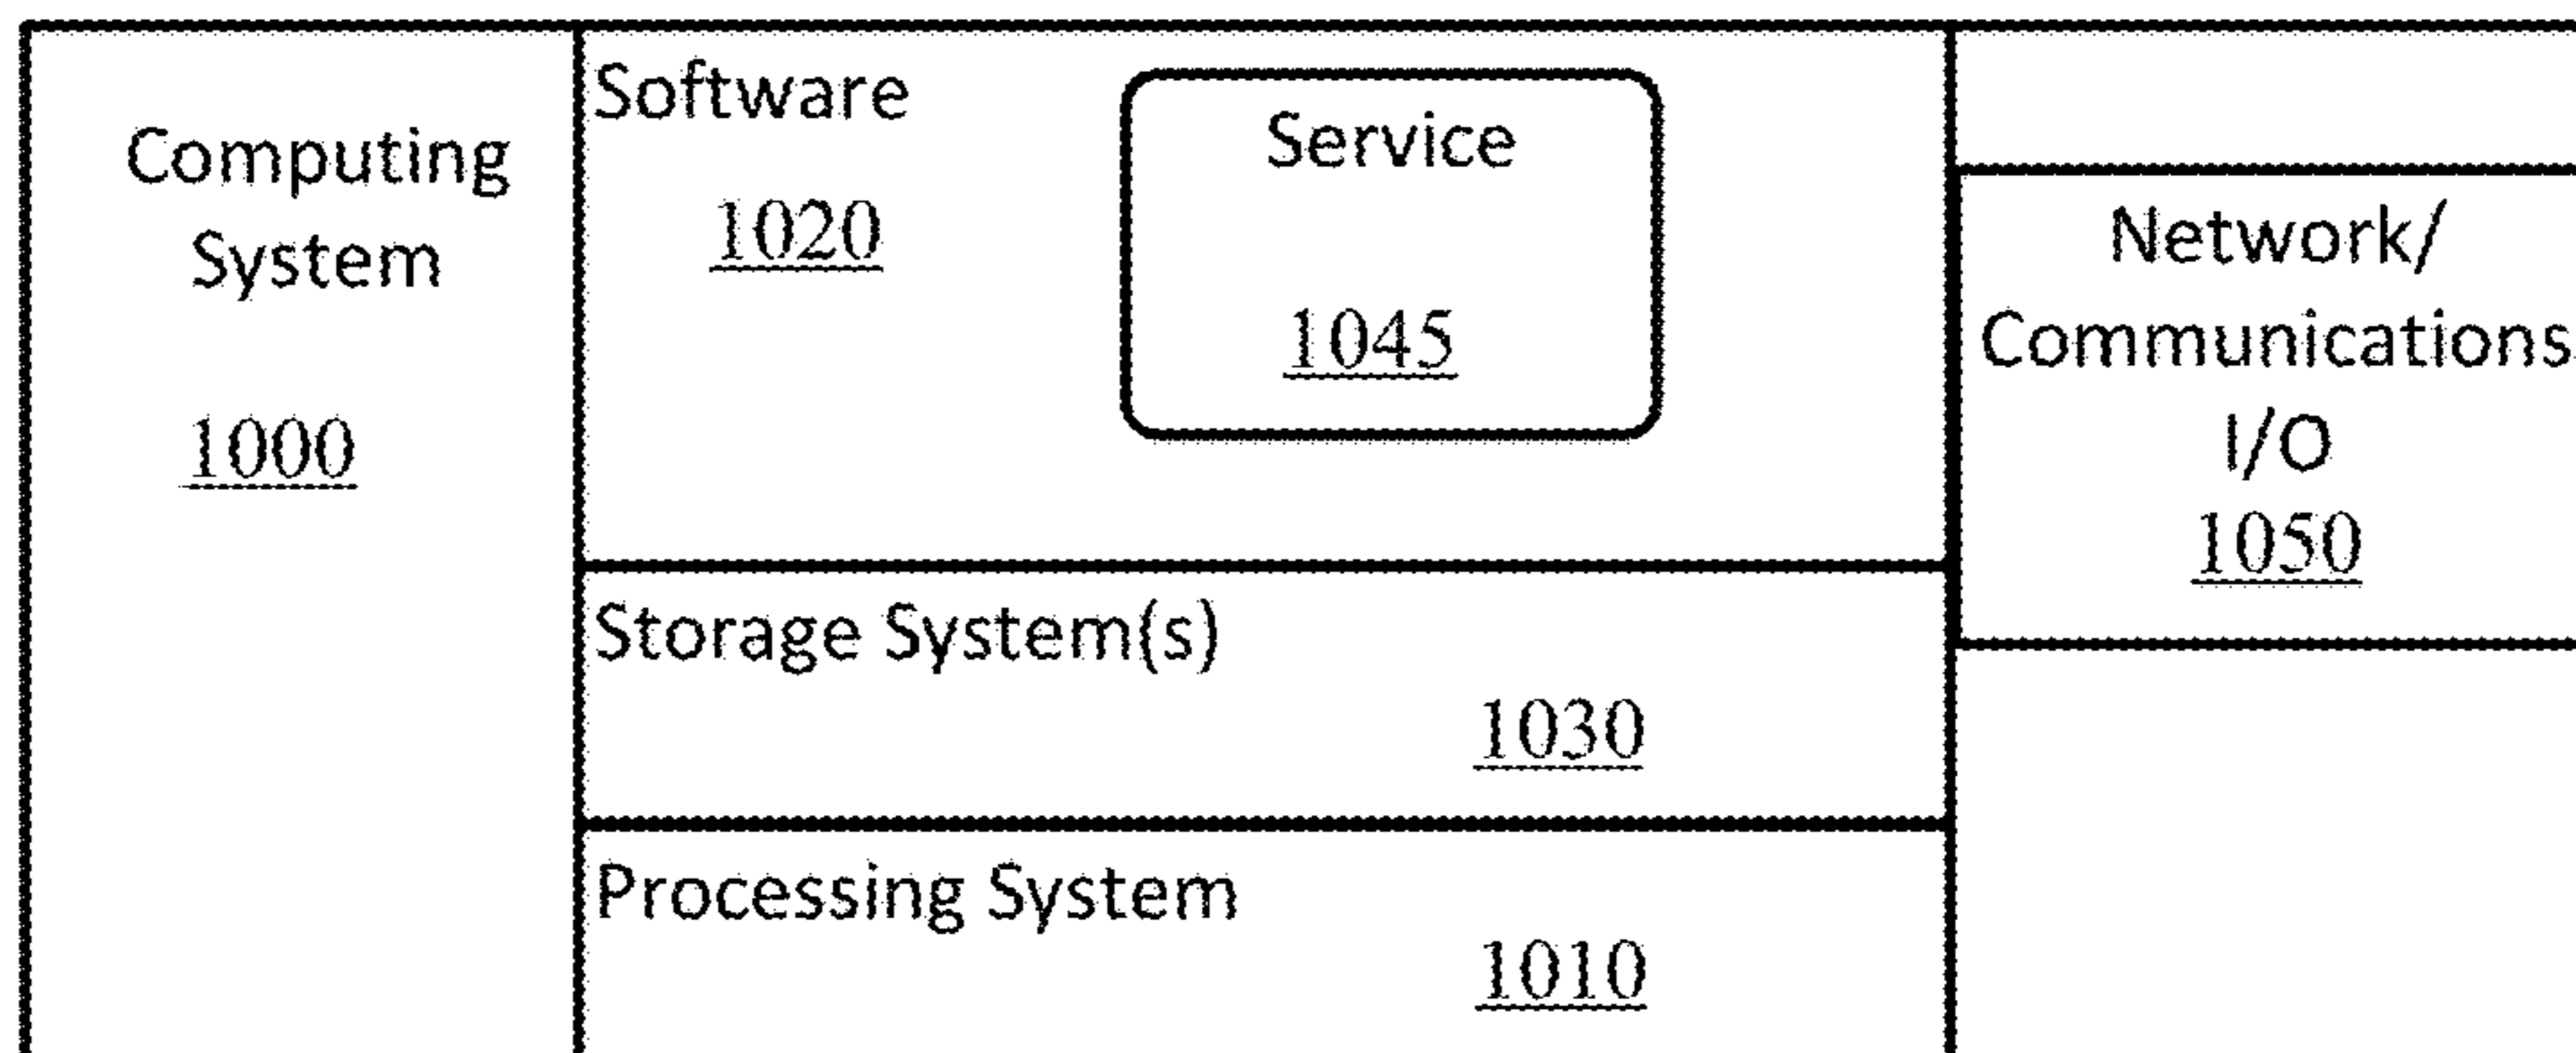 Computing
System
1000
Software
1020
Service
1045
Storage System(s)
1030
Processing System
1010
Network/
Communications
I/O
1050